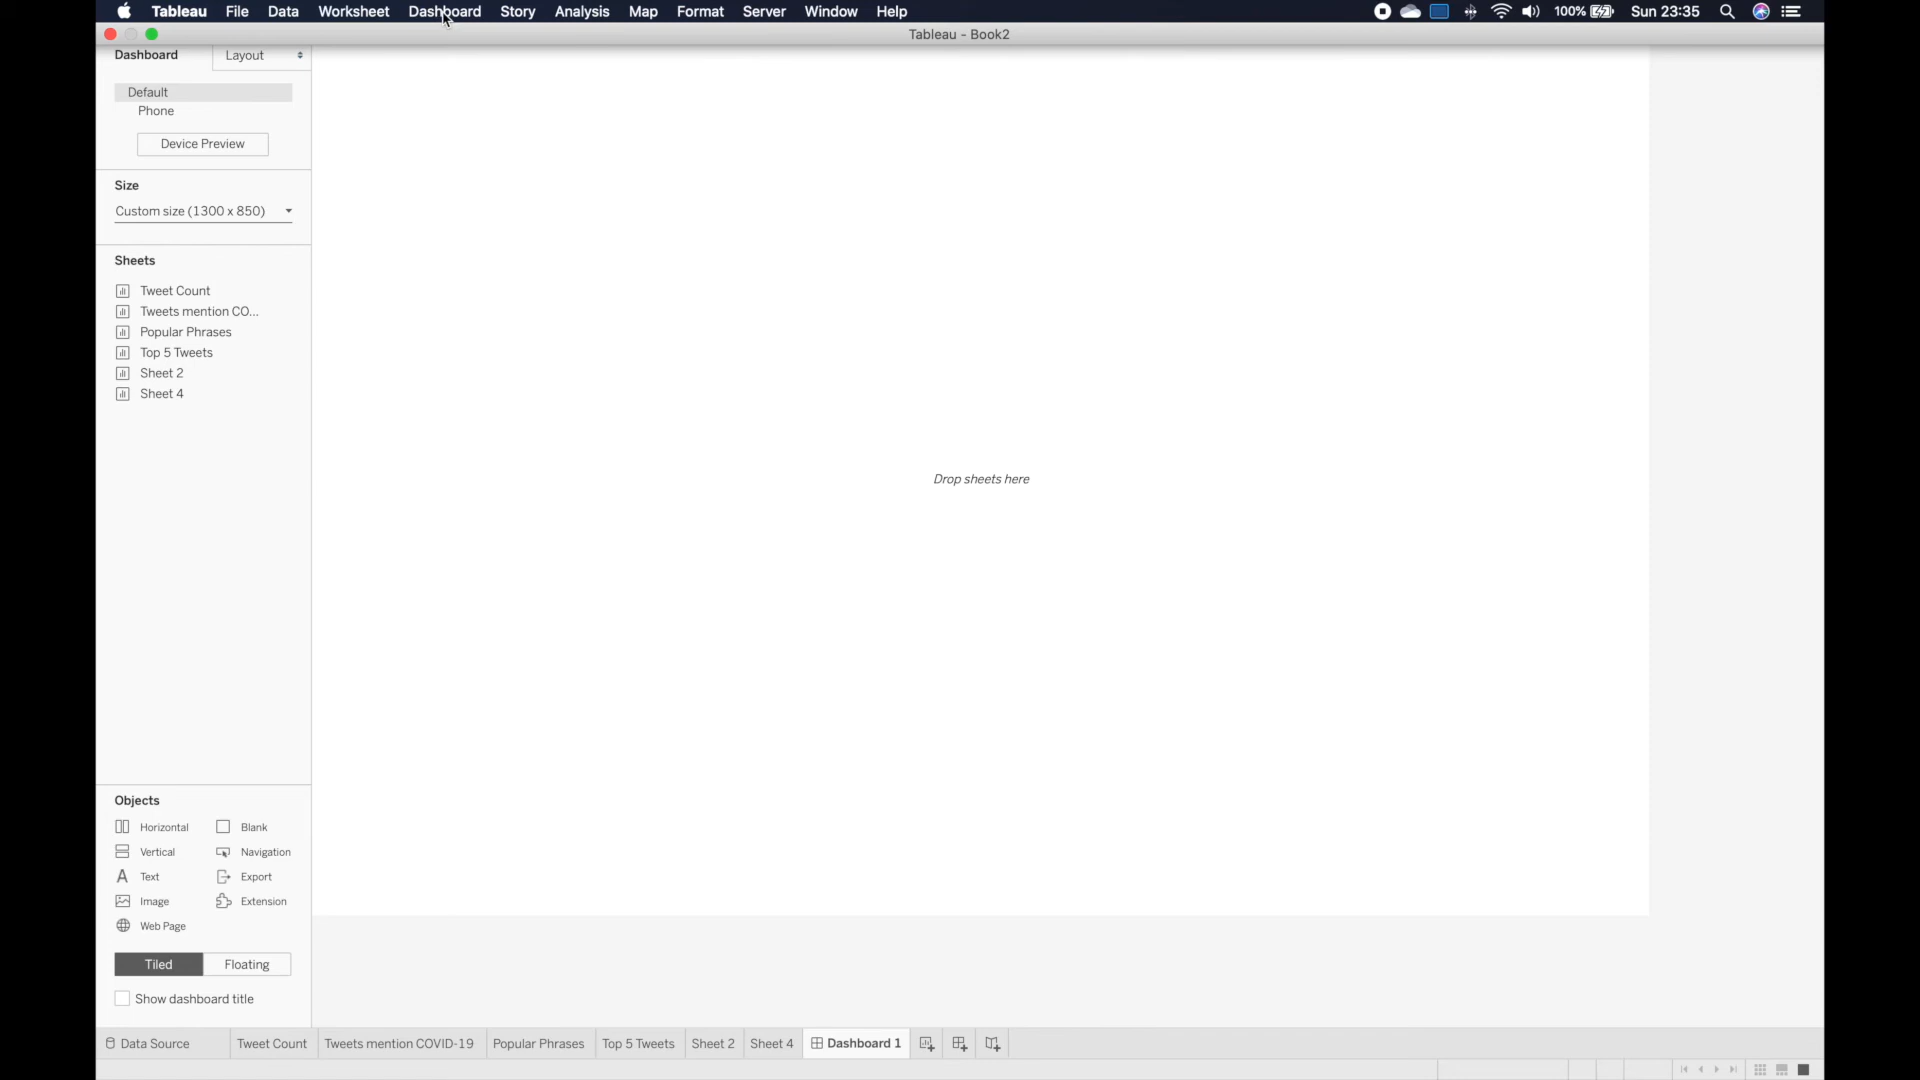 Tableau File Data Worksheet Dashboard Story Analysis Map Format Server Window Help 100% Sun 23:35
Tableau - Book2
Dashboard Layout
Default
Phone
Device Preview
Size
Custom size (1300 x 850)
Sheets
Tweet Count
Tweets mention CO...
Popular Phrases
Top 5 Tweets
Sheet 2
Sheet 4
Drop sheets here
Objects
Horizontal Blank
Vertical Navigation
Text Export
Image Extension
Web Page
Tiled Floating
Show dashboard title
Data Source Tweet Count Tweets mention COVID-19 Popular Phrases Top 5 Tweets Sheet 2 Sheet 4 Dashboard 1